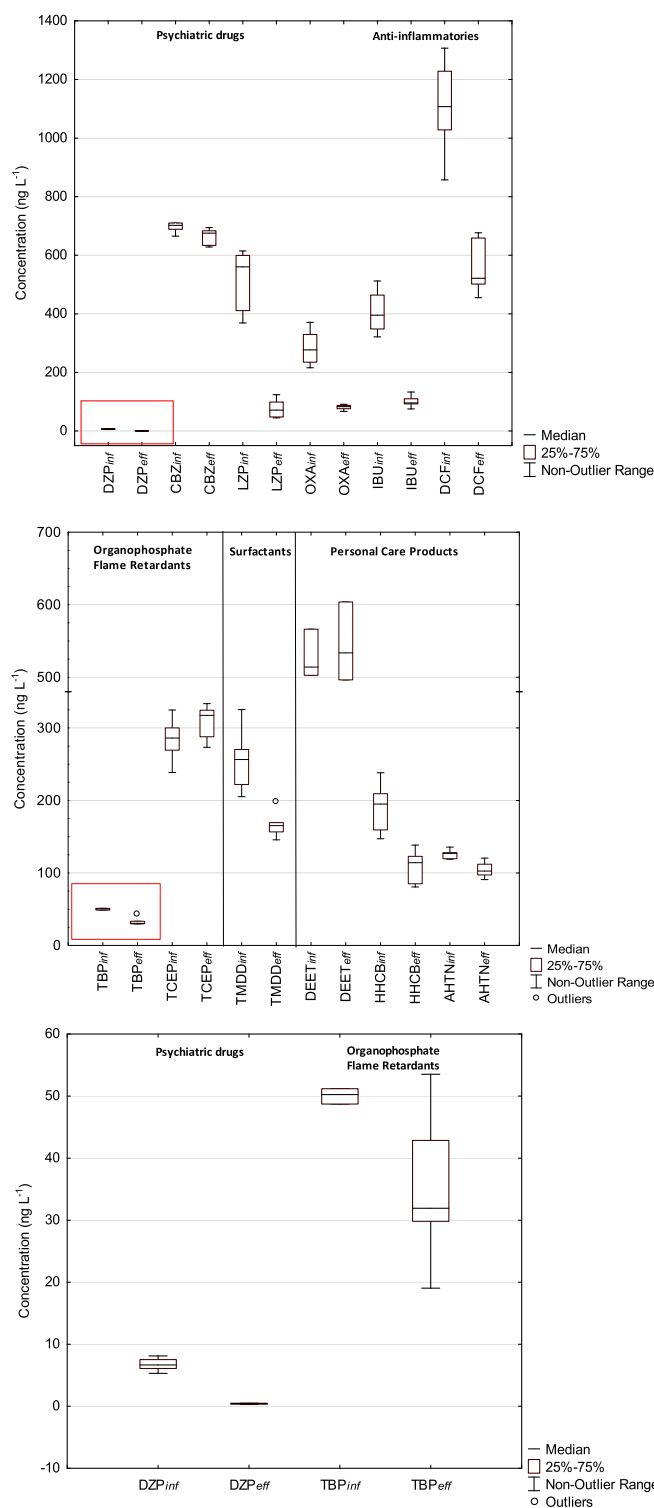 1400
Psychiatric drugs Anti-inflammatories
1200
1000
800
600
400
200
0
Concentration (ng L-1)
DZPinf DZPeff CBZinf CBZeff LZPinf LZPeff OXAinf OXAeff IBUinf IBUeff DCFinf DCFeff
Median
25%-75%
Non-Outlier Range
700
Organophosphate Surfactants Personal Care Products
Flame Retardants
600
500
300
200
100
0
Concentration (ng L-1)
TBPinf TBPeff TCEPinf TCEPeff TMDDinf TMDDeff DEETinf DEETeff HHCBinf HHCBeff AHTNinf AHTNeff
Median
25%-75%
Non-Outlier Range
Outliers
60
Psychiatric drugs Organophosphate
Flame Retardants
50
40
30
20
10
0
-10
Concentration (ng L-1)
DZPinf DZPeff TBPinf TBPeff
Median
25%-75%
Non-Outlier Range
Outliers